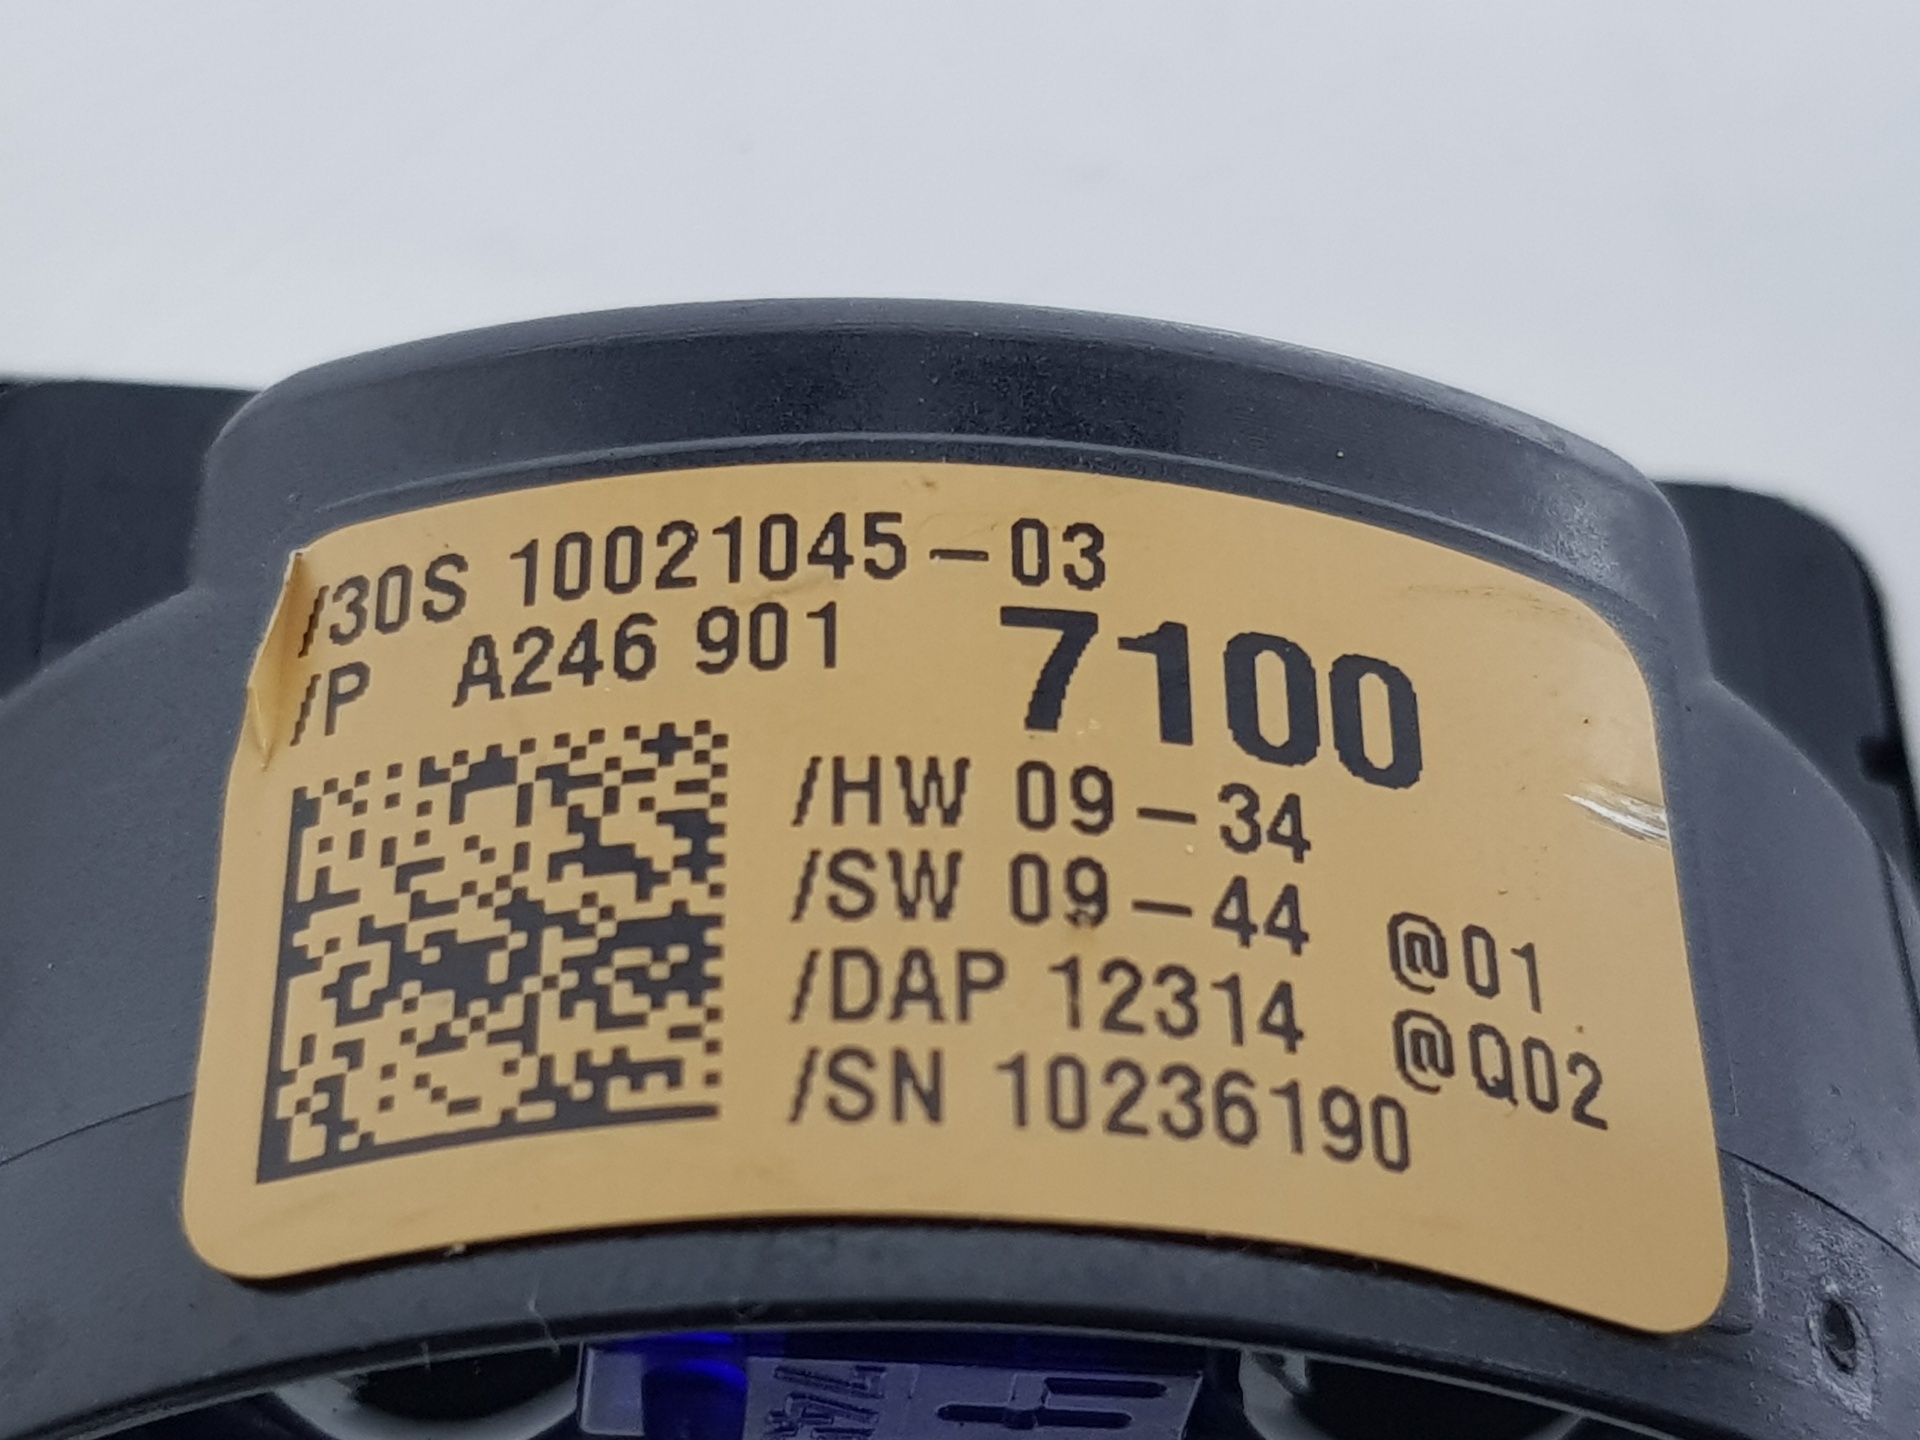 /30S 10021045-03
/P A246 901 7100
/HW 09-34
/SW 09-44 @01
/DAP 12314 @Q02
/SN 10236190